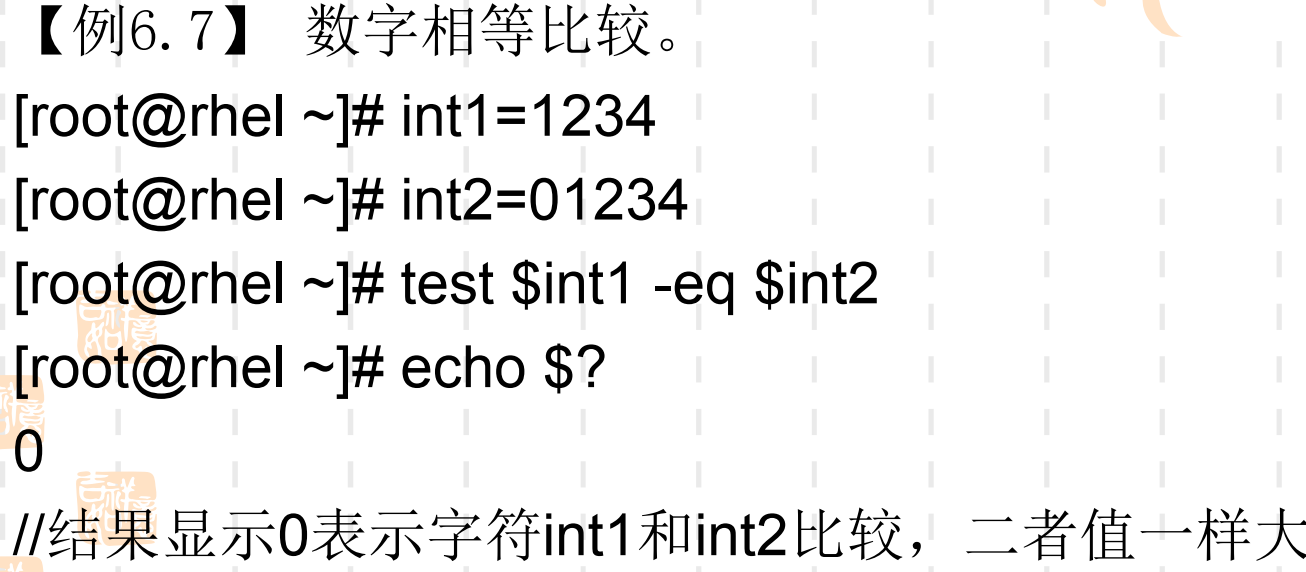 【例6.7】 数字相等比较。
[root@rhel ~]# int1=1234
[root@rhel ~]# int2=01234
[root@rhel ~]# test $int1 -eq $int2
[root@rhel ~]# echo $?
0
//结果显示0表示字符int1和int2比较，二者值一样大